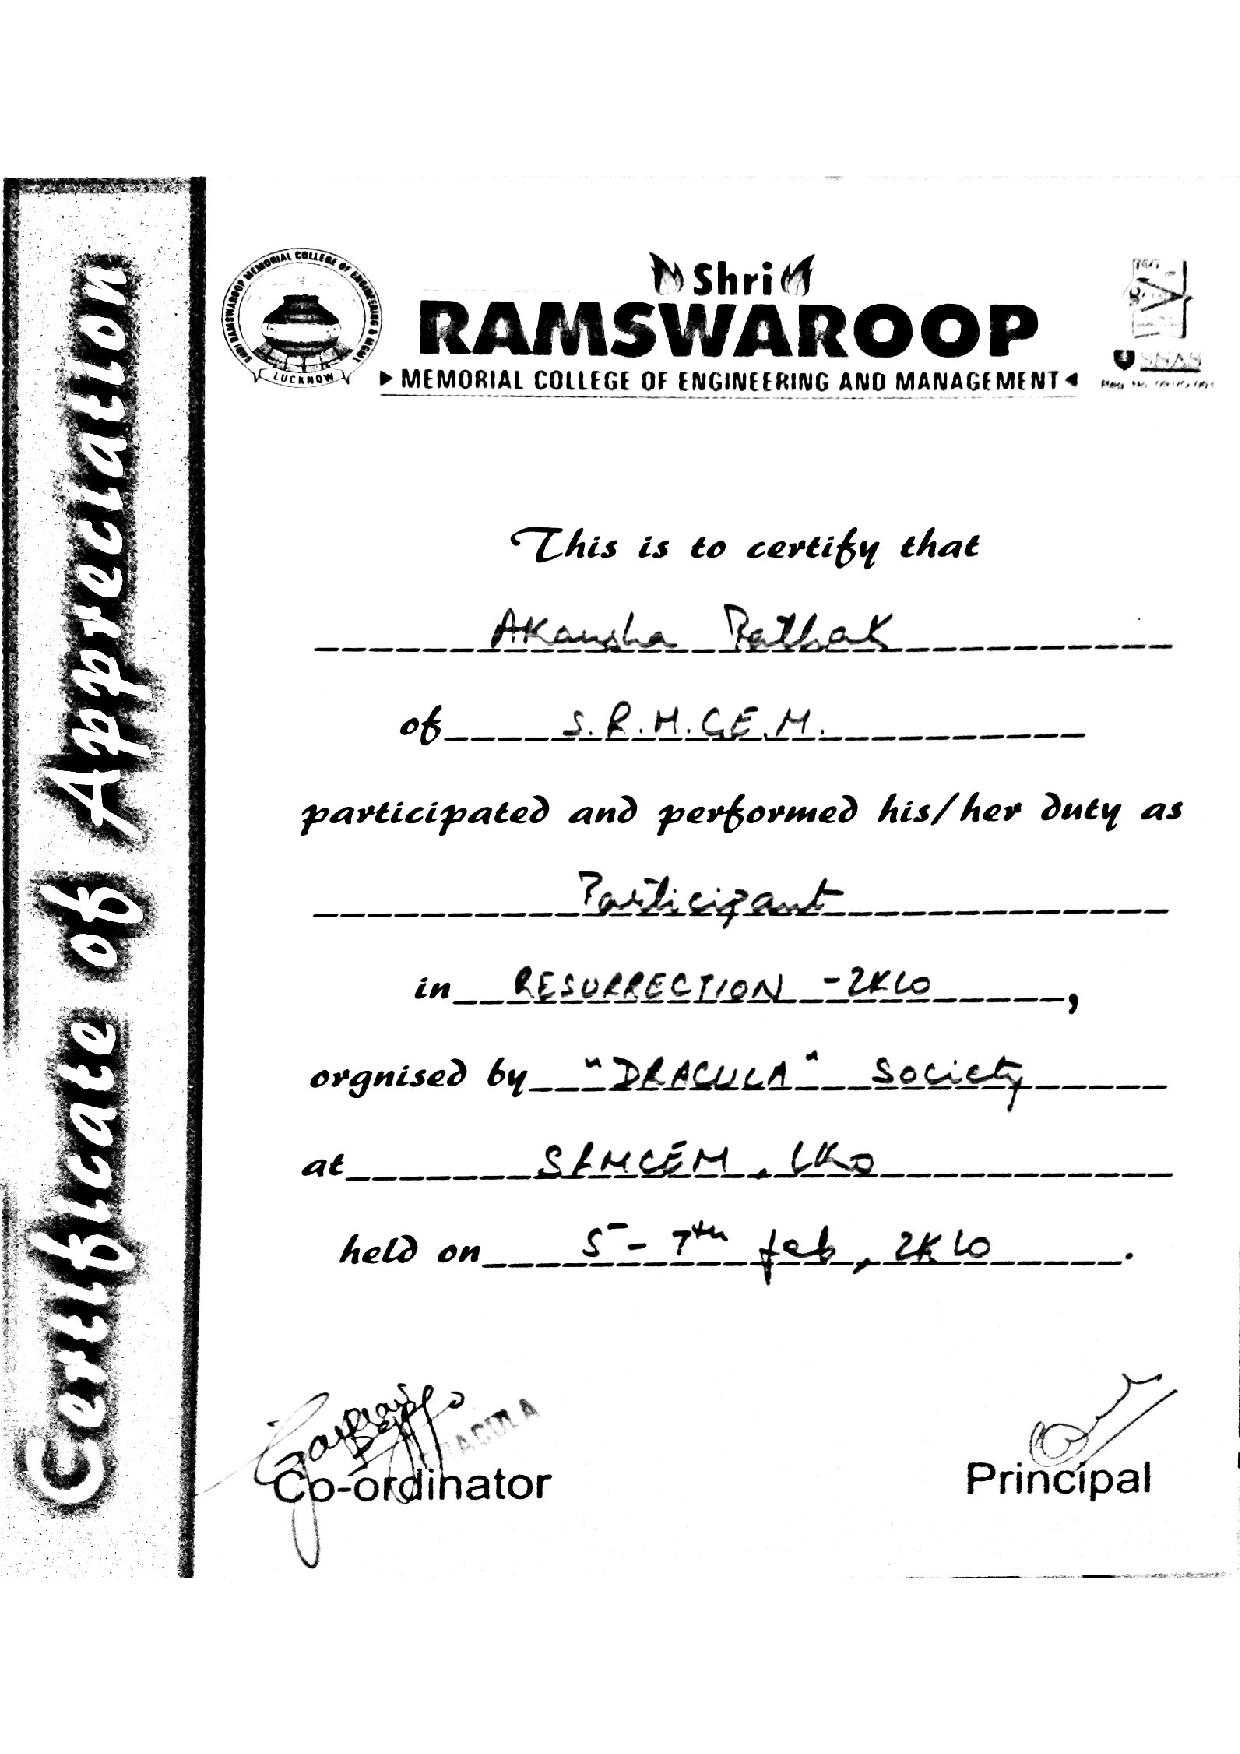 Certificate of Appreciation
SHRI RAMSWAROOP MEMORIAL COLLEGE OF ENGINEERING & MGMT.
LUCKNOW
Shri
RAMSWAROOP
MEMORIAL COLLEGE OF ENGINEERING AND MANAGEMENT
This is to certify that
Akansha Pathak
of S.R.M.C.E.M.
participated and performed his/her duty as
Participant
in RESURRECTION -2K10,
orgnised by "DRACULA" Society
at SRMCEM, LKO
held on 5-7th feb, 2K10.
DRACULA
Co-ordinator
Principal